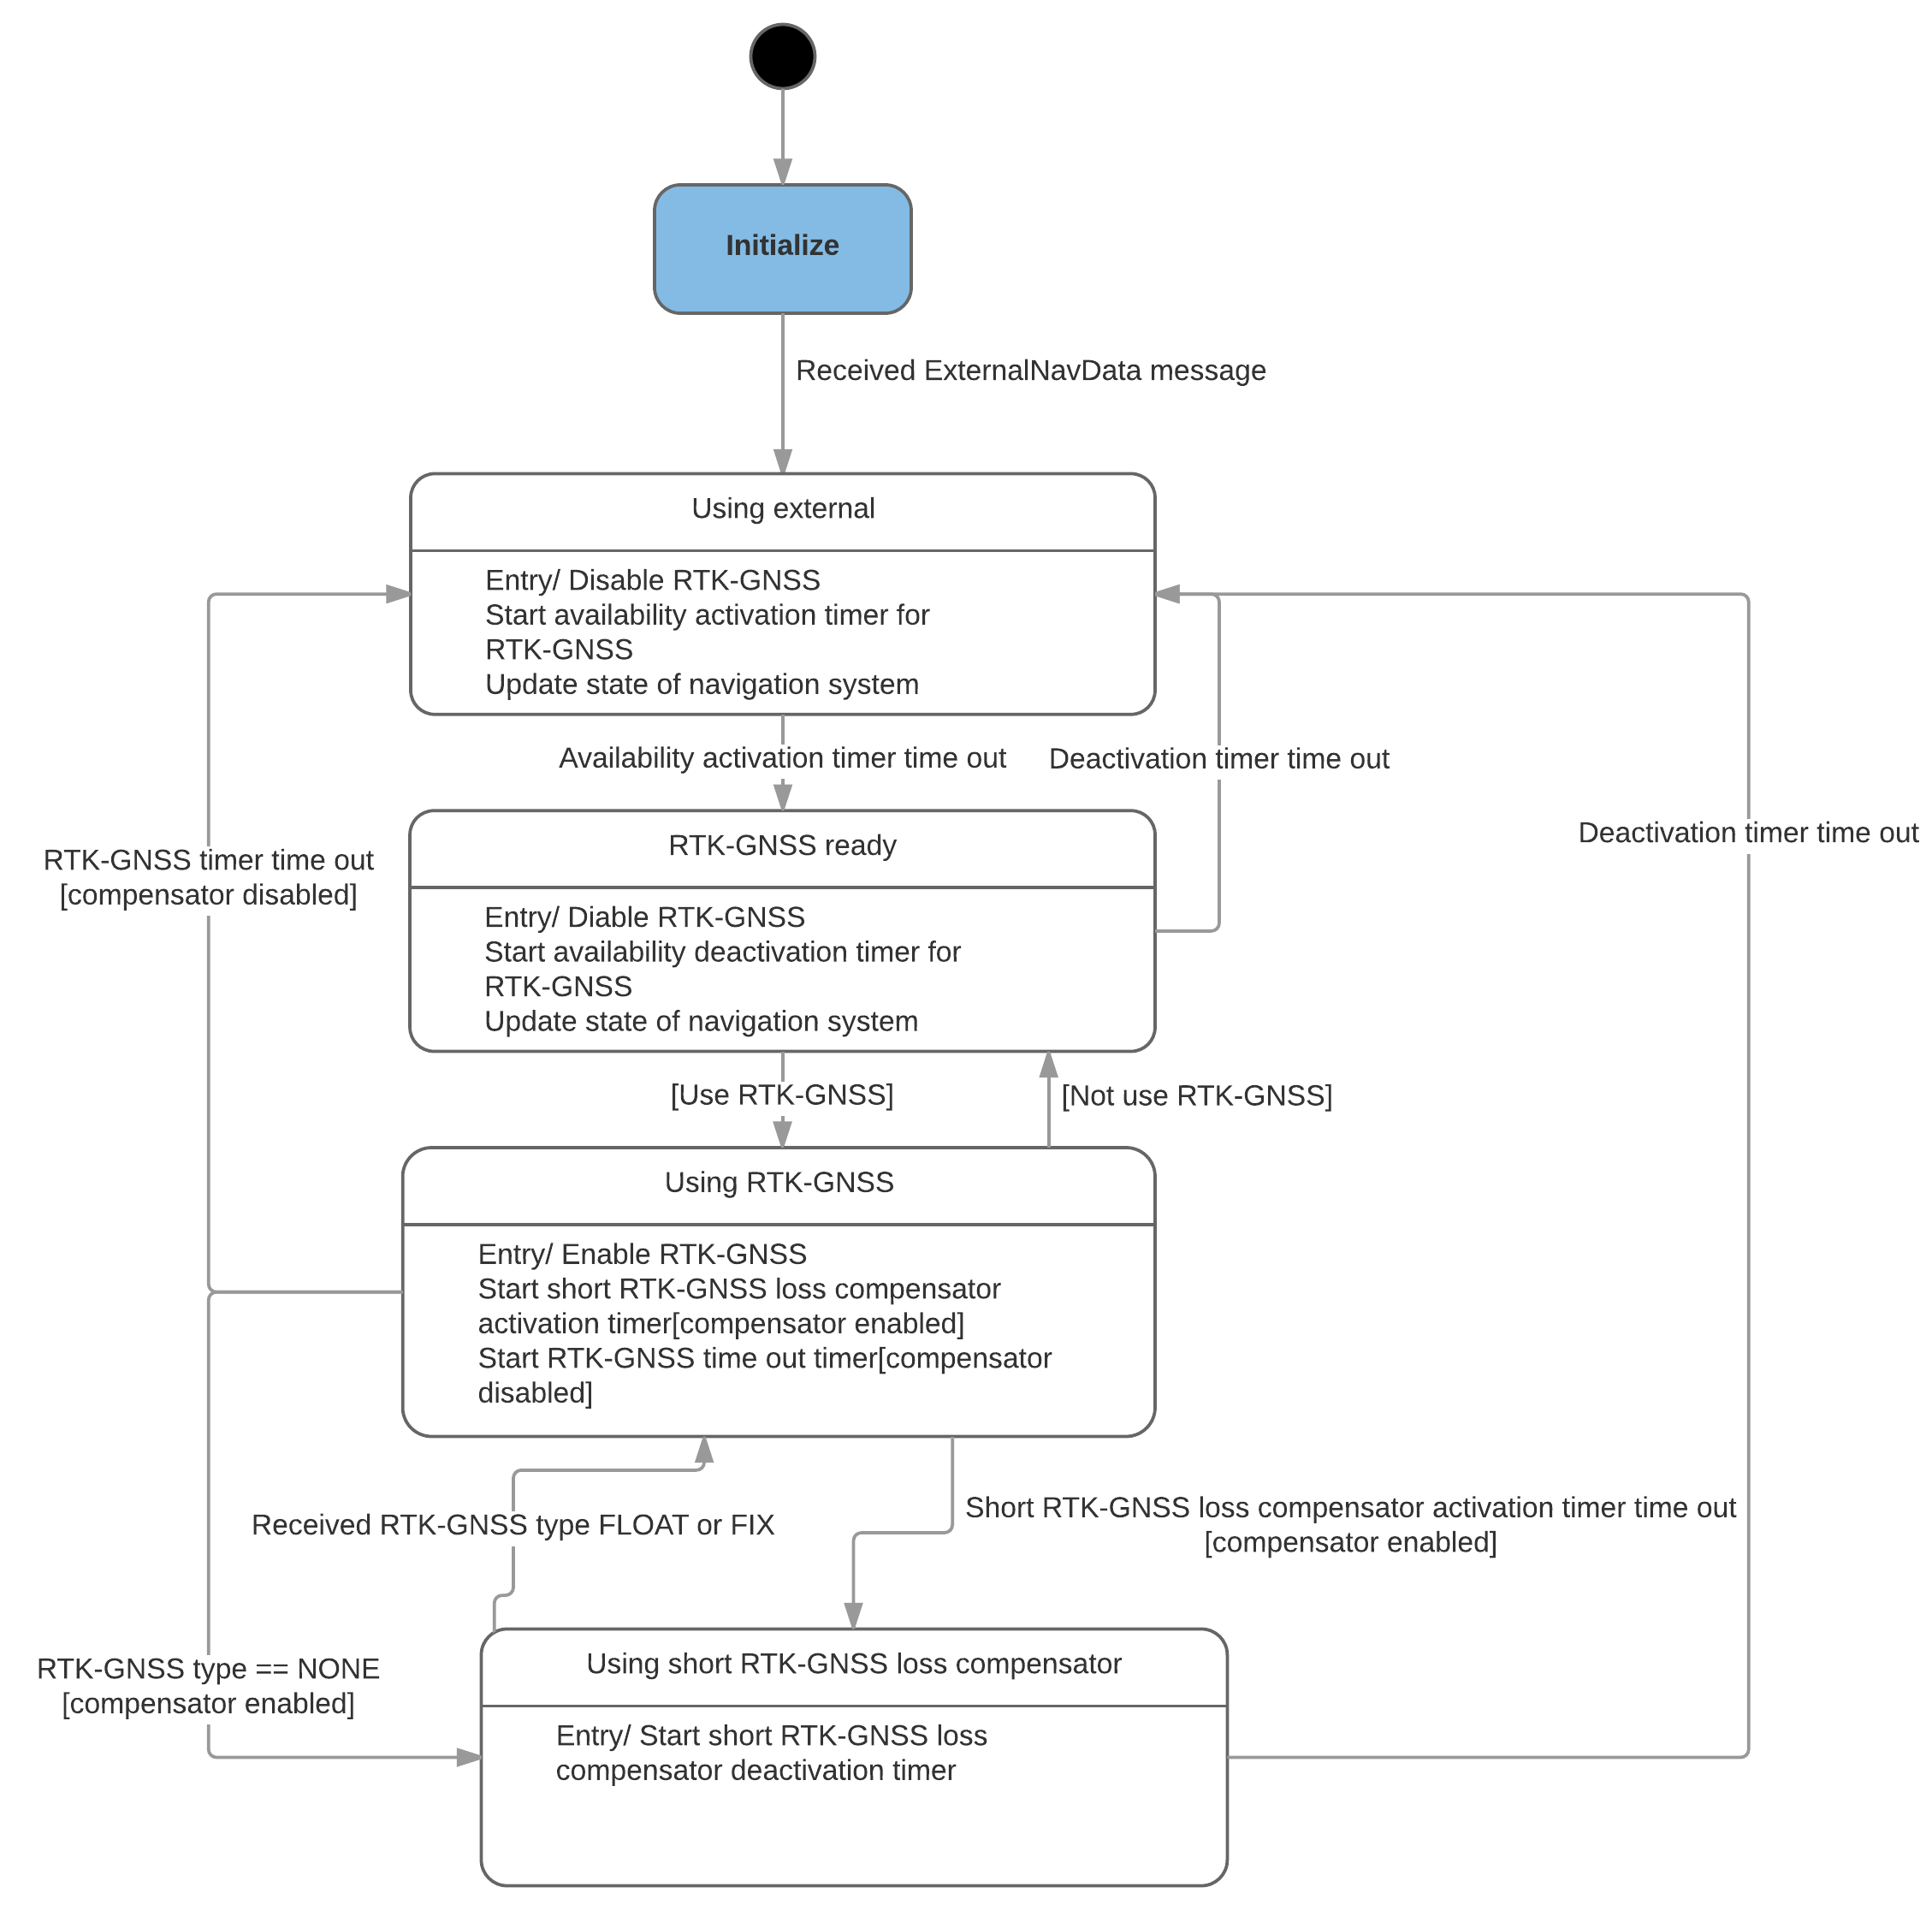 Initialize
Received ExternalNavData message
Using external
Entry/ Disable RTK-GNSS
Start availability activation timer for
RTK-GNSS
Update state of navigation system
Availability activation timer time out
Deactivation timer time out
Deactivation timer time out
RTK-GNSS timer time out
[compensator disabled]
RTK-GNSS ready
Entry/ Diable RTK-GNSS
Start availability deactivation timer for
RTK-GNSS
Update state of navigation system
[Use RTK-GNSS]
[Not use RTK-GNSS]
Using RTK-GNSS
Entry/ Enable RTK-GNSS
Start short RTK-GNSS loss compensator
activation timer[compensator enabled]
Start RTK-GNSS time out timer[compensator
disabled]
Received RTK-GNSS type FLOAT or FIX
Short RTK-GNSS loss compensator activation timer time out
[compensator enabled]
RTK-GNSS type == NONE
[compensator enabled]
Using short RTK-GNSS loss compensator
Entry/ Start short RTK-GNSS loss
compensator deactivation timer